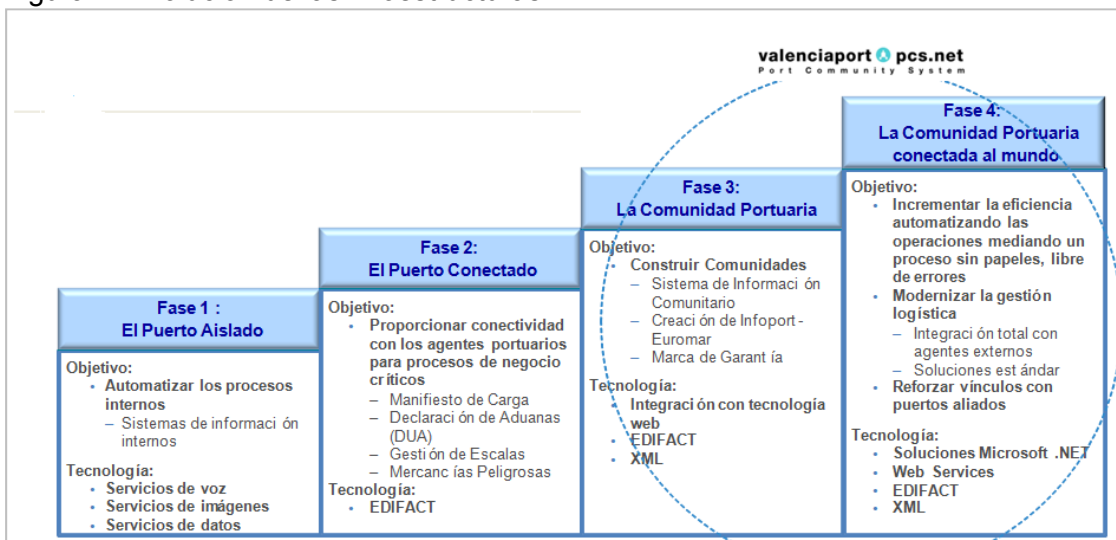 valenciaport pcs.net
Port Community System
Fase 1 :
El Puerto Aislado
Objetivo:
• Automatizar los procesos
internos
– Sistemas de informaci ón
internos
Tecnología:
• Servicios de voz
• Servicios de imágenes
• Servicios de datos
Fase 2:
El Puerto Conectado
Objetivo:
• Proporcionar conectividad
con los agentes portuarios
para procesos de negocio
críticos
– Manifiesto de Carga
– Declaraci ón de Aduanas
(DUA)
– Gesti ón de Escalas
– Mercanc ías Peligrosas
Tecnología:
• EDIFACT
Fase 3:
La Comunidad Portuaria
Objetivo:
• Construir Comunidades
– Sistema de Informaci ón
Comunitario
– Creaci ón de Infoport -
Euromar
– Marca de Garant ía
Tecnología:
• Integraci ón con tecnología
web
• EDIFACT
• XML
Fase 4:
La Comunidad Portuaria
conectada al mundo
Objetivo:
• Incrementar la eficiencia
automatizando las
operaciones mediando un
proceso sin papeles, libre
de errores
• Modernizar la gestión
logística
– Integraci ón total con
agentes externos
– Soluciones est ándar
• Reforzar vínculos con
puertos aliados
Tecnología:
• Soluciones Microsoft .NET
• Web Services
• EDIFACT
• XML